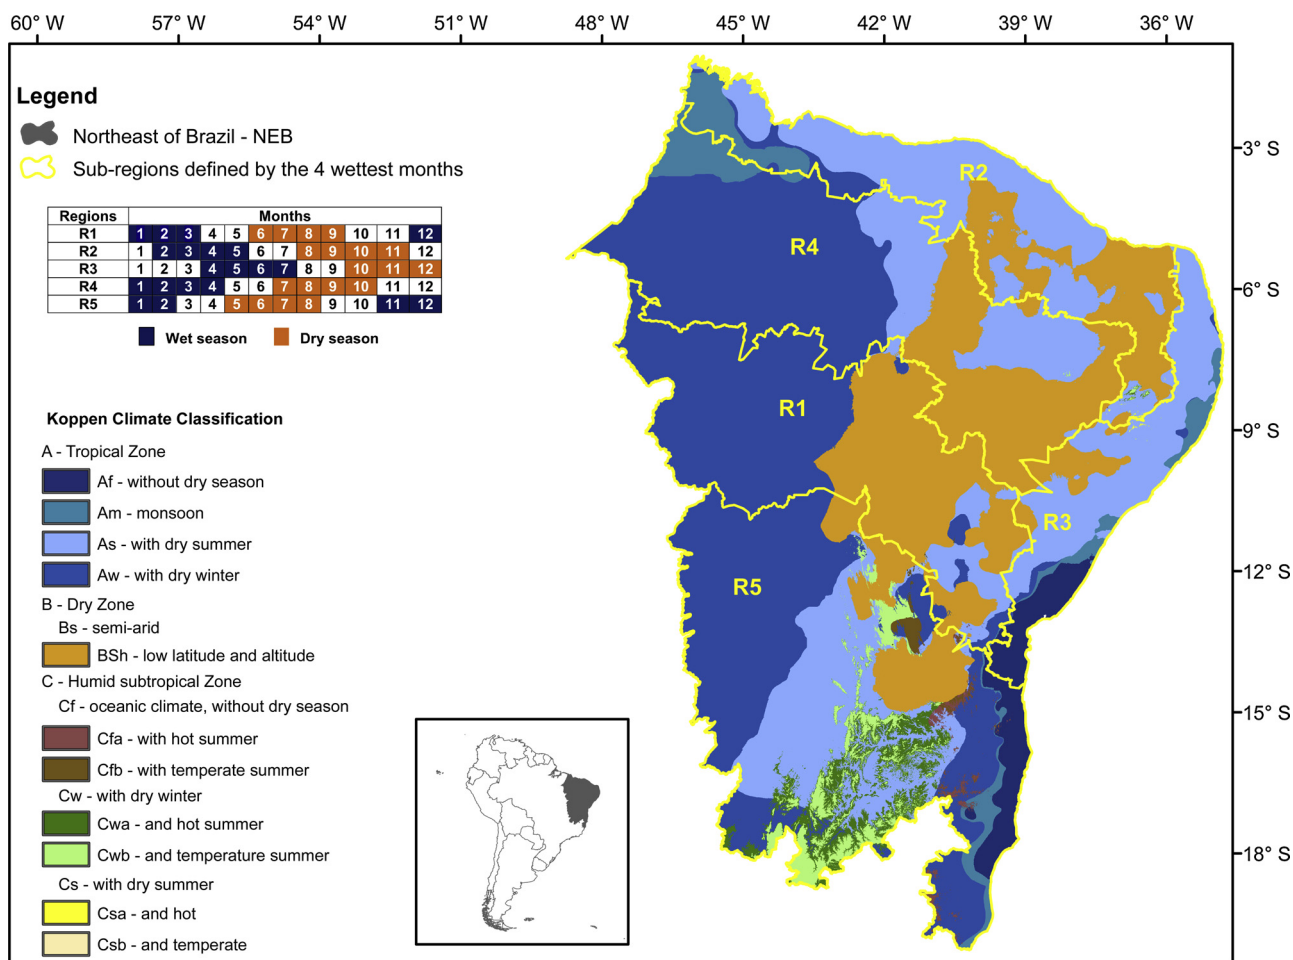 60° W 57° W 54° W 51° W 48° W 45° W 42° W 39° W 36° W
Legend
Northeast of Brazil - NEB
Sub-regions defined by the 4 wettest months
Regions Months
R1 1 2 3 4 5 6 7 8 9 10 11 12
R2 1 2 3 4 5 6 7 8 9 10 11 12
R3 1 2 3 4 5 6 7 8 9 10 11 12
R4 1 2 3 4 5 6 7 8 9 10 11 12
R5 1 2 3 4 5 6 7 8 9 10 11 12
Wet season Dry season
Koppen Climate Classification
A - Tropical Zone
Af - without dry season
Am - monsoon
As - with dry summer
Aw - with dry winter
B - Dry Zone
Bs - semi-arid
BSh - low latitude and altitude
C - Humid subtropical Zone
Cf - oceanic climate, without dry season
Cfa - with hot summer
Cfb - with temperate summer
Cw - with dry winter
Cwa - and hot summer
Cwb - and temperature summer
Cs - with dry summer
Csa - and hot
Csb - and temperate
R2
R4
R1
R3
R5
3° S
6° S
9° S
12° S
15° S
18° S